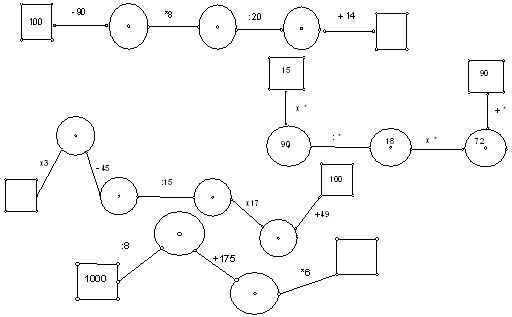 100 - 90 *8 :20 + 14
15 90
x *
+ *
90 : * 18 x * 72
x3 - 45 :15 x17 +49 100
:8 +175 *6
1000